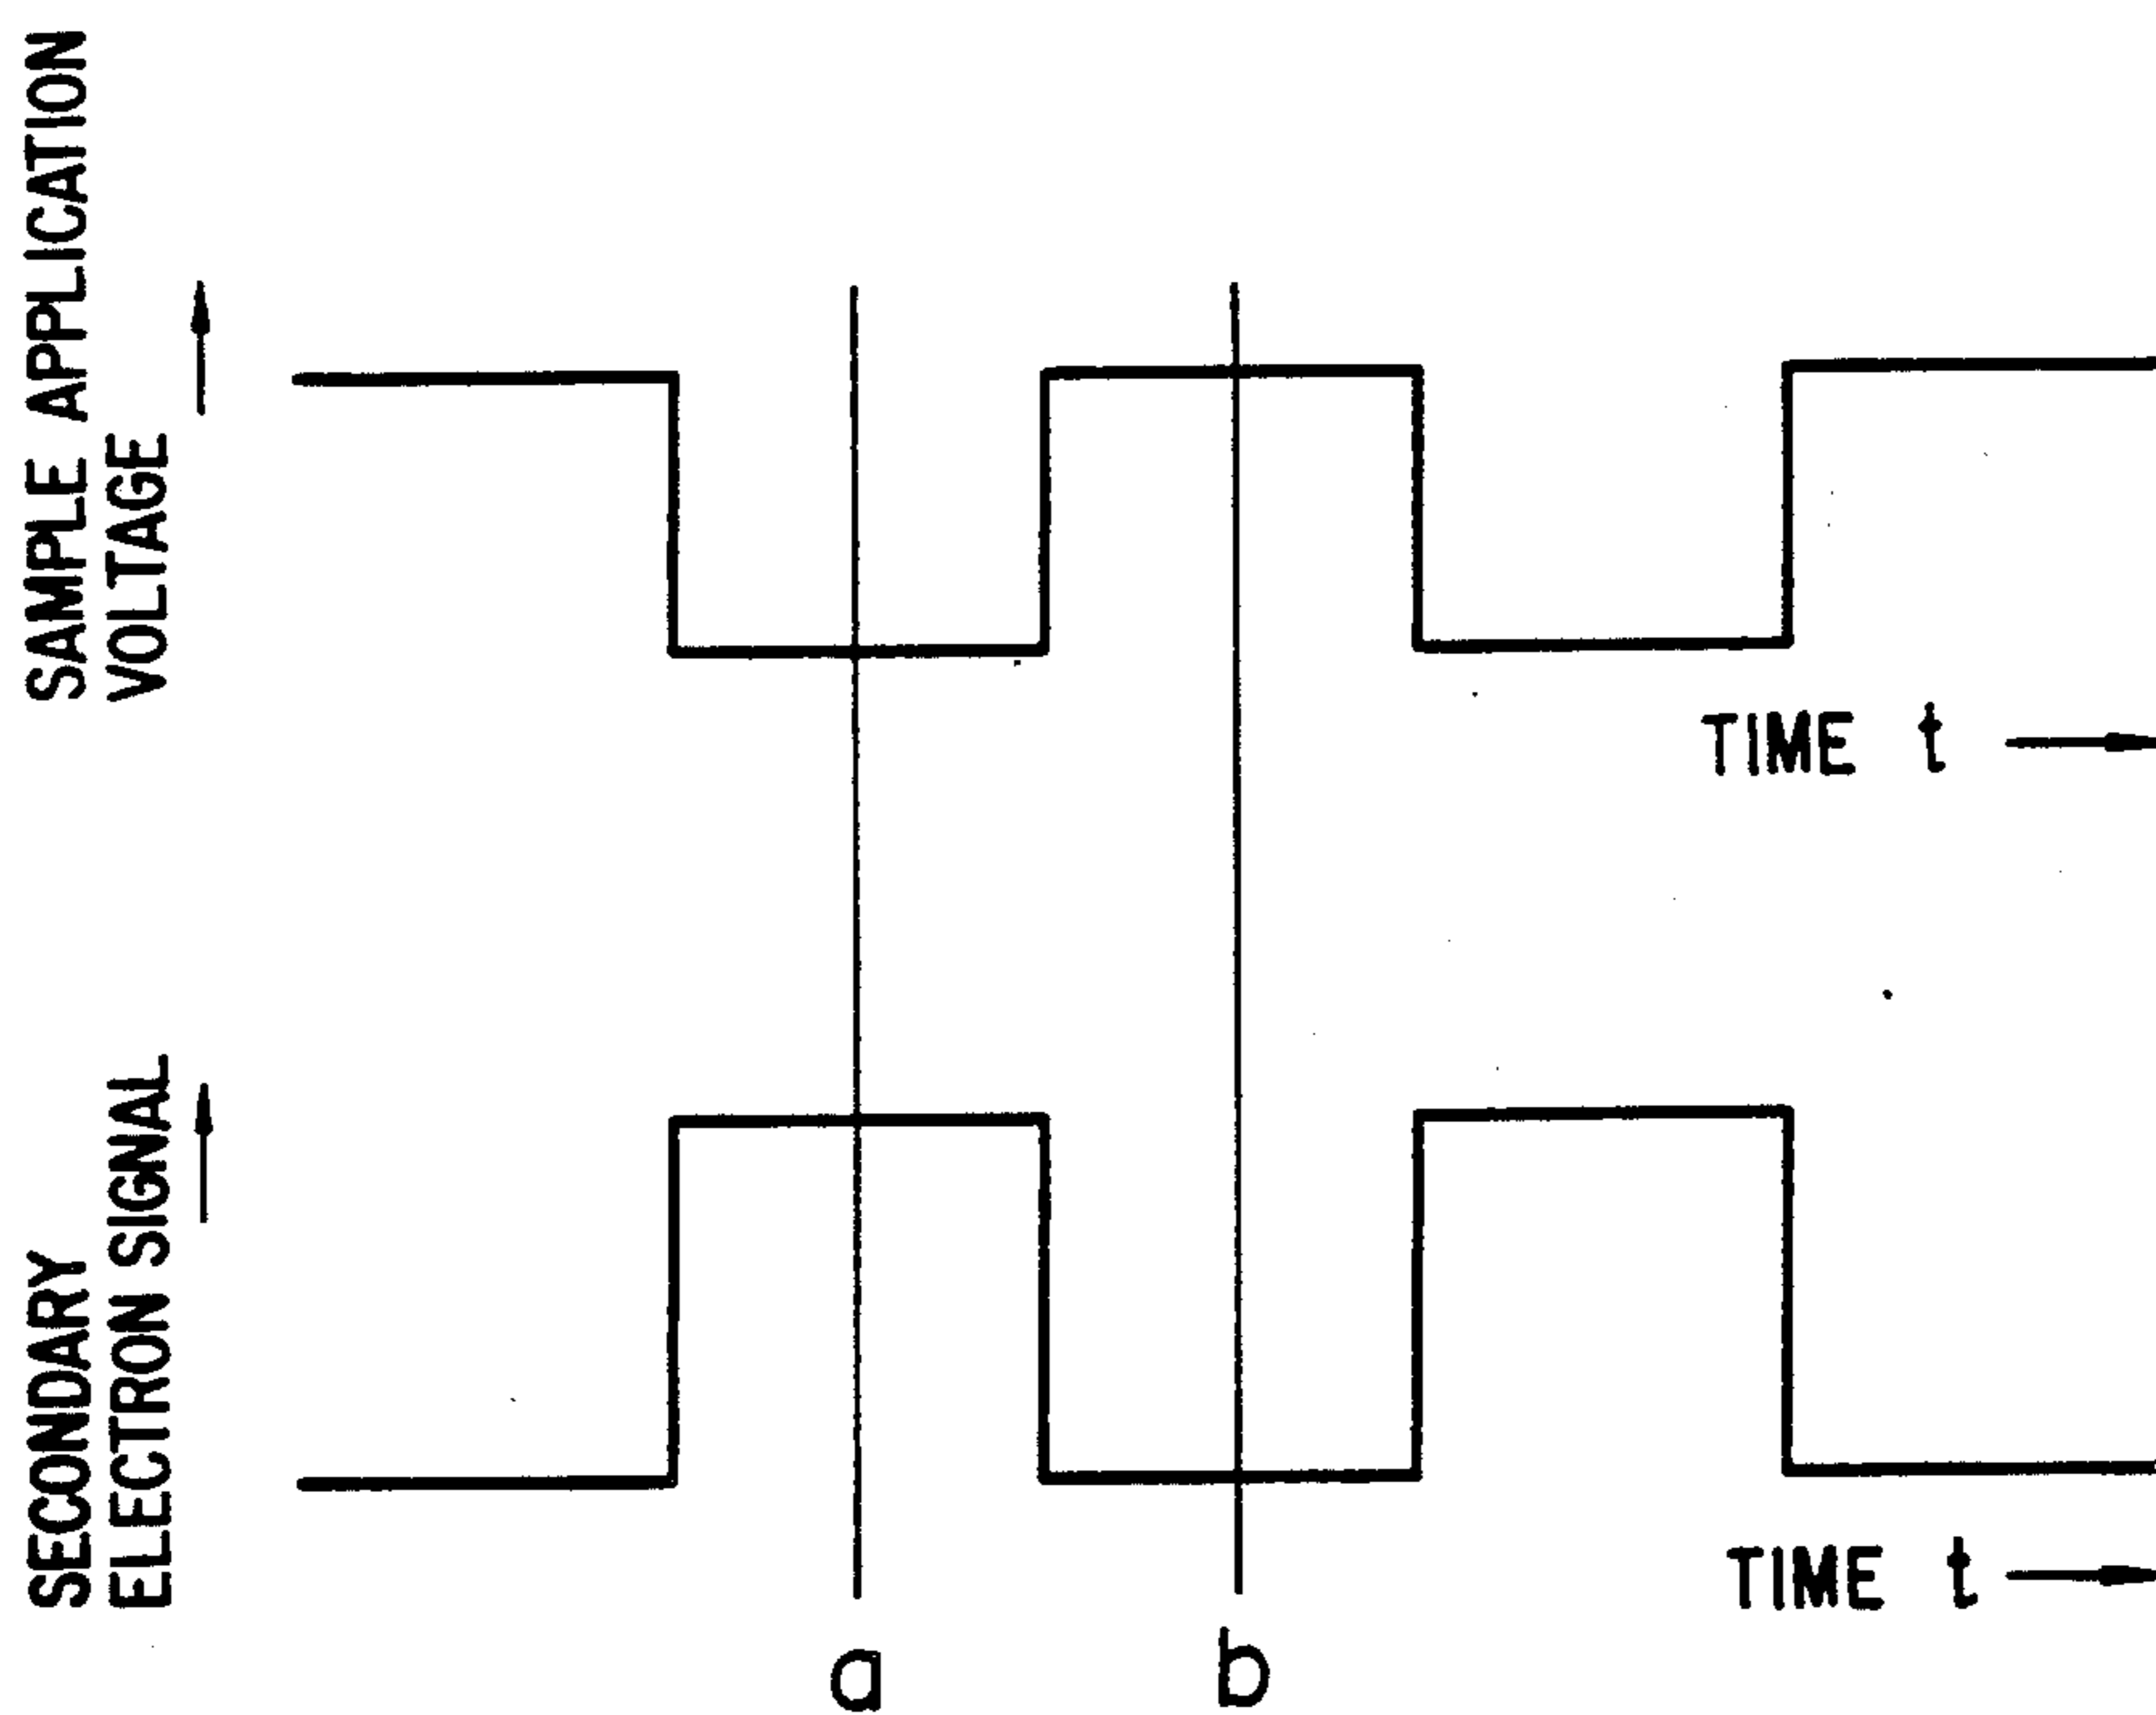 SAMPLE APPLICATION
VOLTAGE
TIME t
SECONDARY
ELECTRON SIGNAL
TIME t
a
b